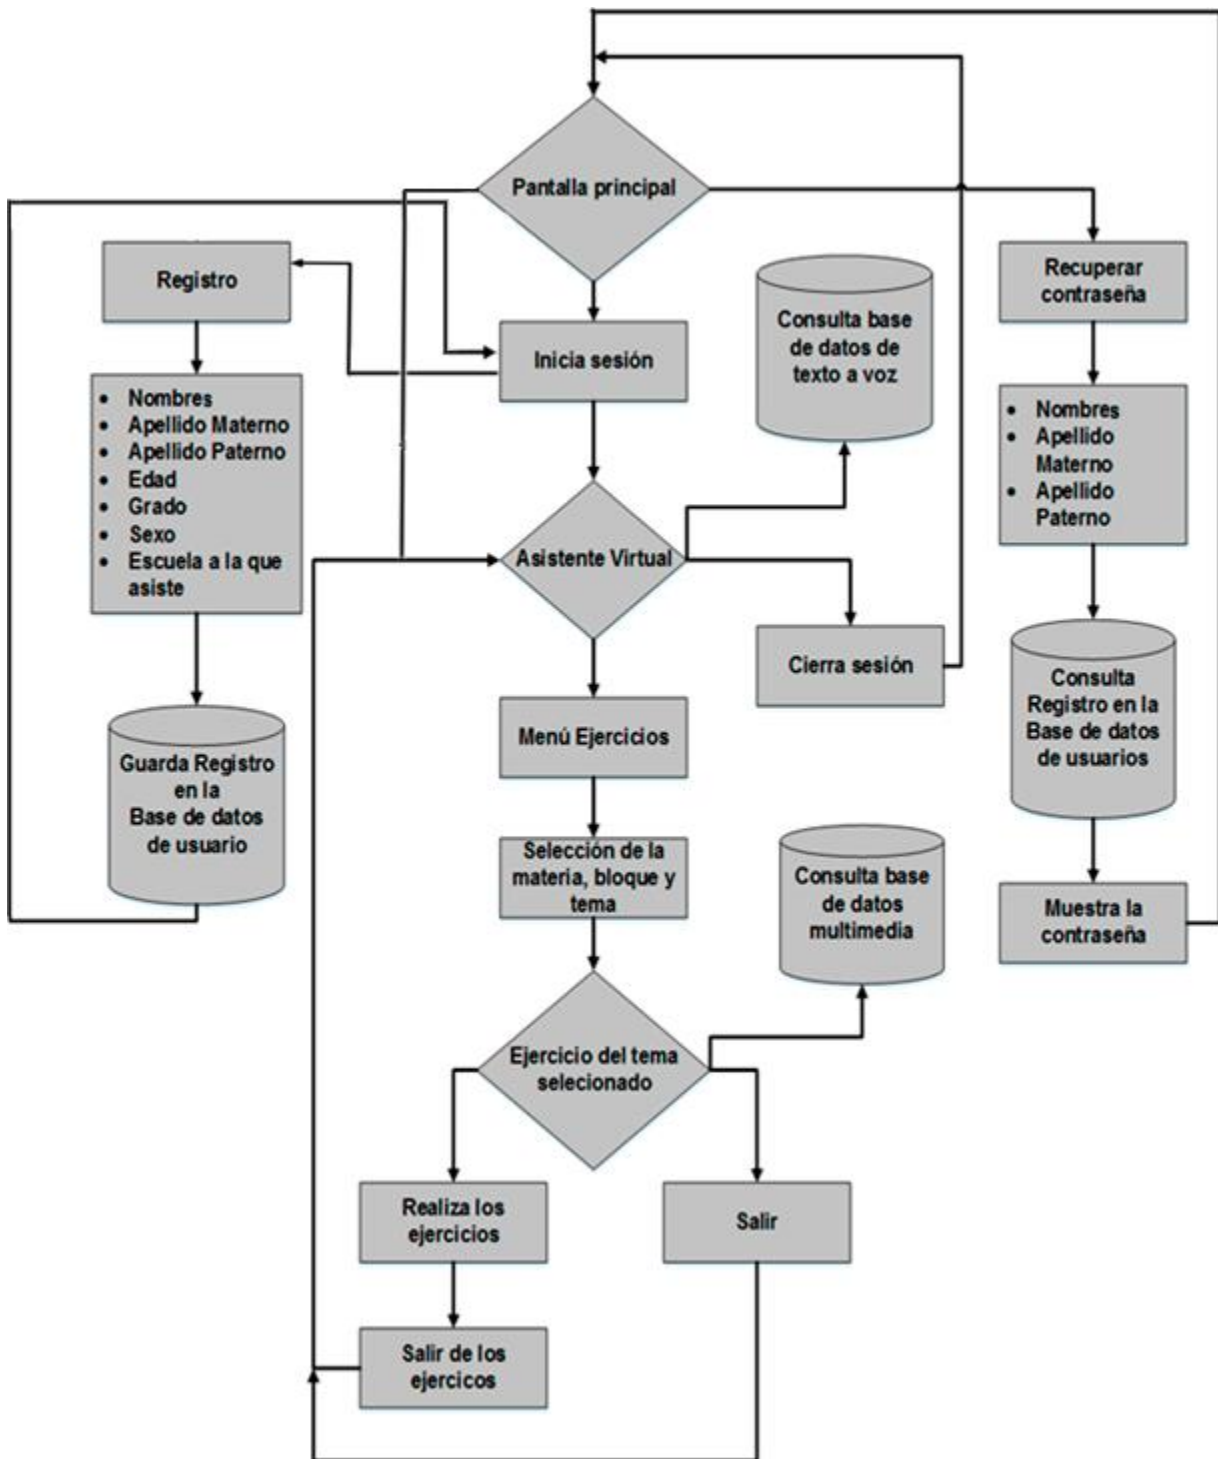 Pantalla principal
Registro
Inicia sesión
Consulta base
de datos de
texto a voz
Recuperar
contraseña
• Nombres
• Apellido Materno
• Apellido Paterno
• Edad
• Grado
• Sexo
• Escuela a la que
asiste
• Nombres
• Apellido
Materno
• Apellido
Paterno
Asistente Virtual
Cierra sesión
Consulta
Registro en la
Base de datos
de usuarios
Menú Ejercicios
Guarda Registro
en la
Base de datos
de usuario
Selección de la
materia, bloque y
tema
Consulta base
de datos
multimedia
Muestra la
contraseña
Ejercicio del tema
selecionado
Realiza los
ejercicios
Salir
Salir de los
ejercicos